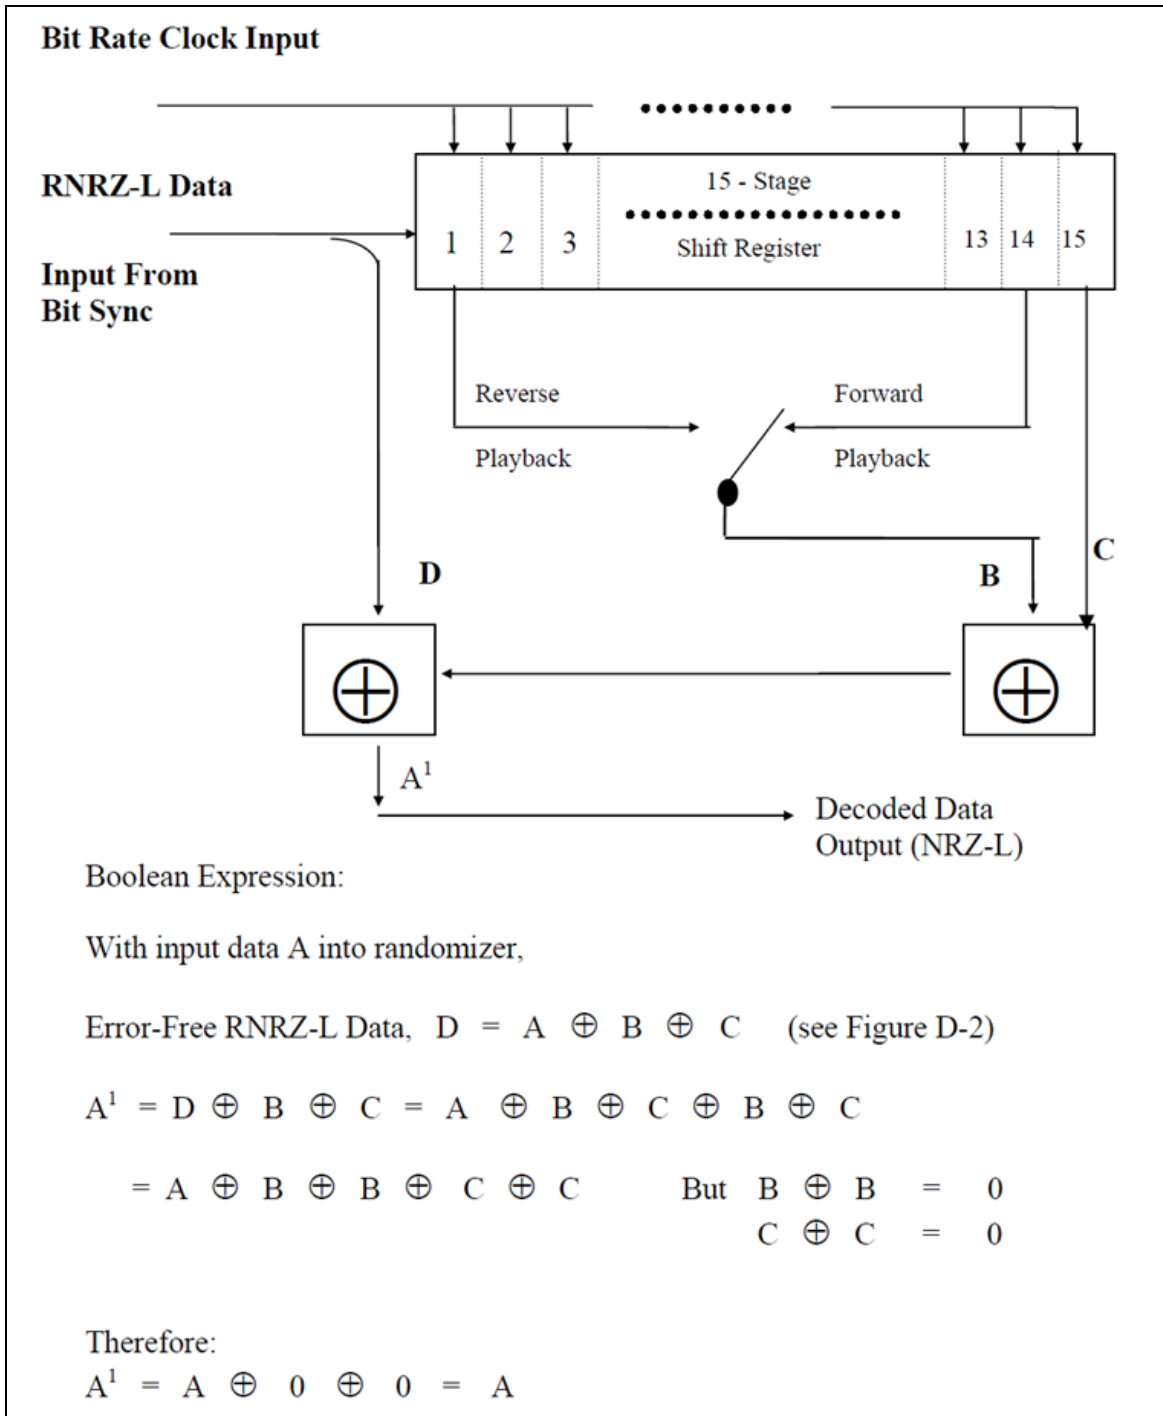 Bit Rate Clock Input
RNRZ-L Data
Input From
Bit Sync
15 - Stage
Shift Register
1 2 3 13 14 15
Reverse
Playback
Forward
Playback
D
B
C
A¹
Decoded Data
Output (NRZ-L)
Boolean Expression:
With input data A into randomizer,
Error-Free RNRZ-L Data, D = A ⊕ B ⊕ C (see Figure D-2)
A¹ = D ⊕ B ⊕ C = A ⊕ B ⊕ C ⊕ B ⊕ C
= A ⊕ B ⊕ B ⊕ C ⊕ C But B ⊕ B = 0
C ⊕ C = 0
Therefore:
A¹ = A ⊕ 0 ⊕ 0 = A